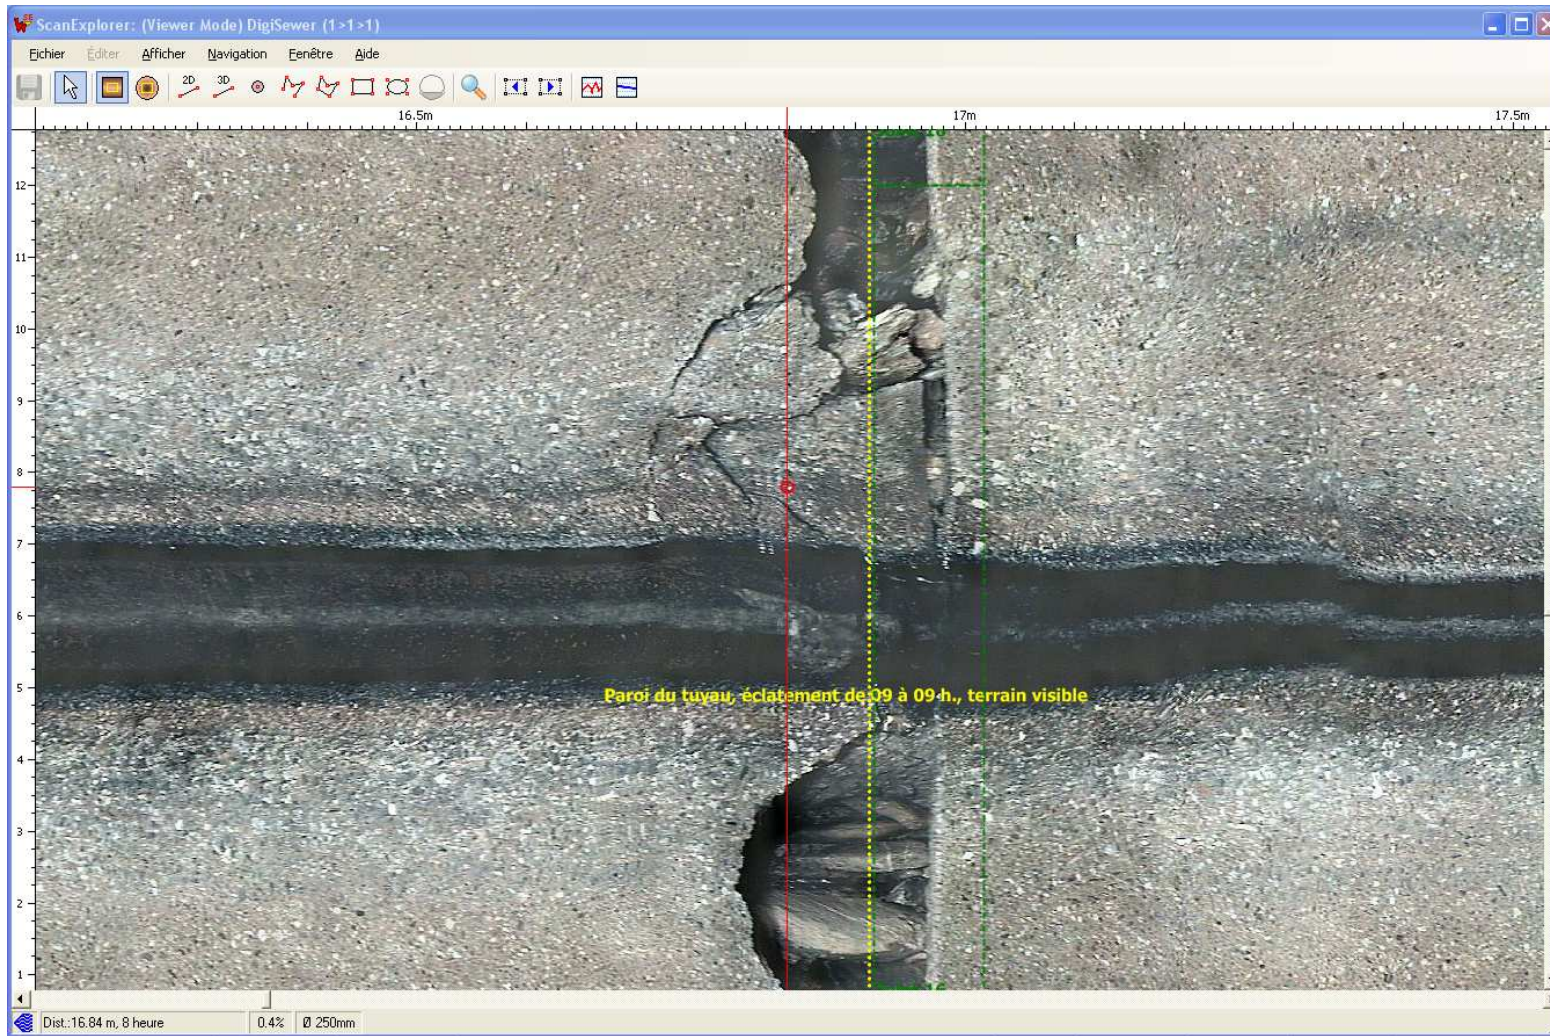 ScanExplorer: (Viewer Mode) DigiSewer (1>1>1)
Fichier Éditer Afficher Navigation Fenêtre Aide
2D 3D
16.5m 17m 17.5m
12
11
10
9
8
7
6
5
Paroi du tuyau, éclatement de 09 à 09 h., terrain visible
4
3
2
1
Dist.:16.84 m, 8 heure 0.4% Ø 250mm